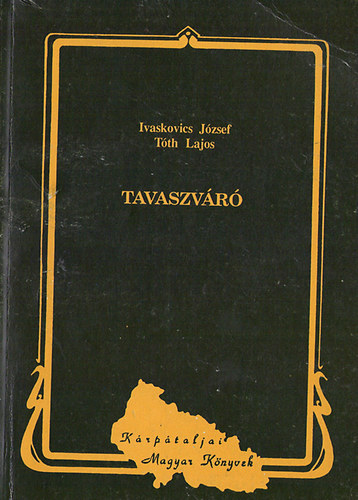 Ivaskovics József
Tóth Lajos
TAVASZVÁRÓ
Kárpátaljai
Magyar Könyvek